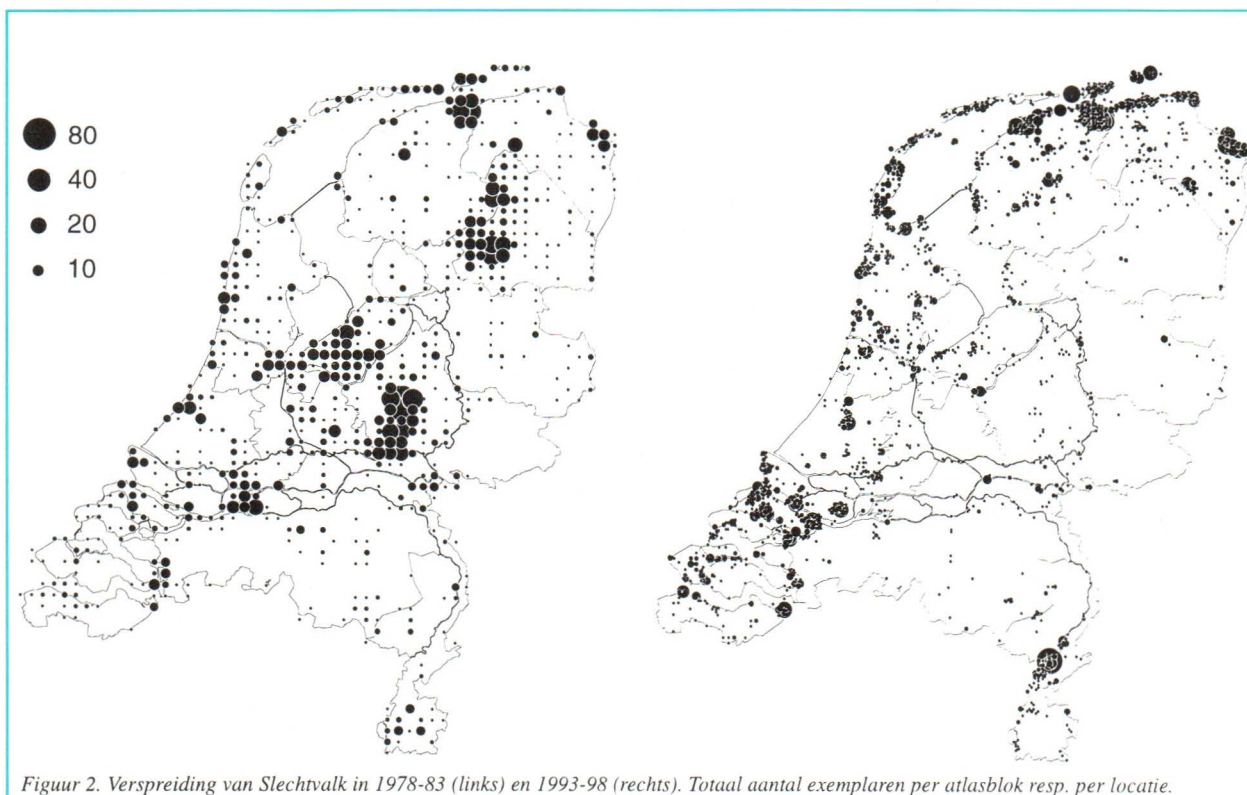 80
40
20
10
Figuur 2. Verspreiding van Slechtvalk in 1978-83 (links) en 1993-98 (rechts). Totaal aantal exemplaren per atlasblok resp. per locatie.